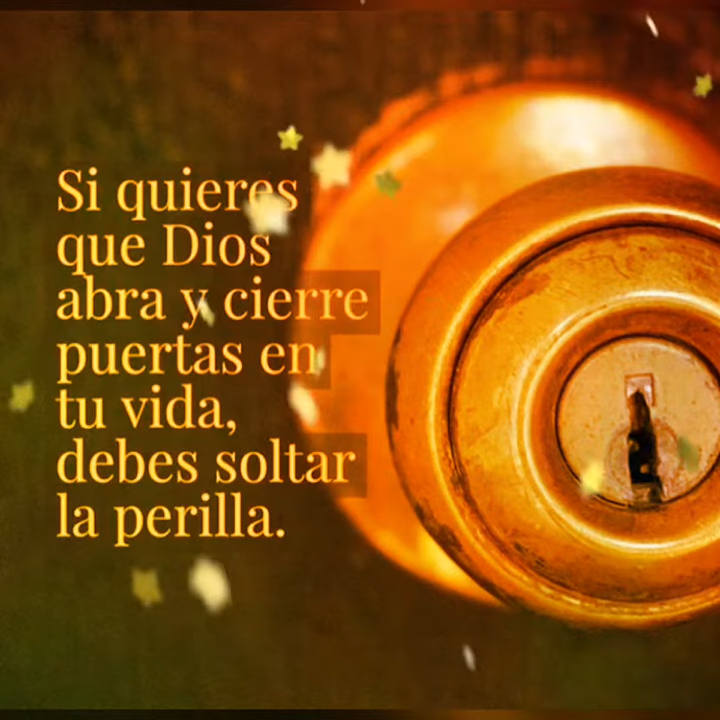 Si quieres
que Dios
abra y cierre
puertas en
tu vida,
debes soltar
la perilla.